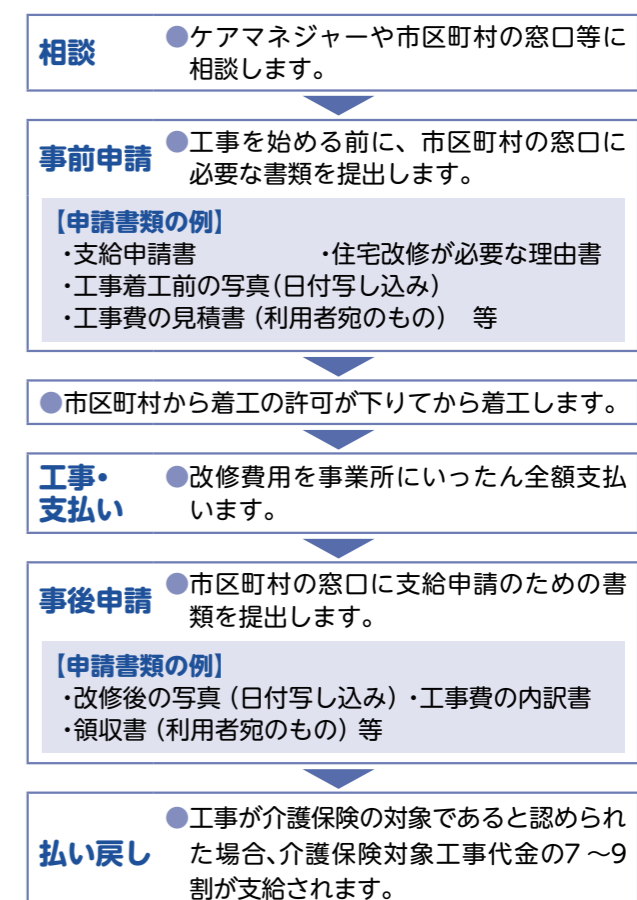 相談
●ケアマネジャーや市区町村の窓口等に
相談します。
事前申請
●工事を始める前に、市区町村の窓口に
必要な書類を提出します。
【申請書類の例】
・支給申請書　・住宅改修が必要な理由書
・工事着工前の写真（日付写し込み）
・工事費の見積書（利用者宛のもの）　等
●市区町村から着工の許可が下りてから着工します。
工事・
支払い
●改修費用を事業所にいったん全額支払
います。
事後申請
●市区町村の窓口に支給申請のための書
類を提出します。
【申請書類の例】
・改修後の写真（日付写し込み）・工事費の内訳書
・領収書（利用者宛のもの）等
払い戻し
●工事が介護保険の対象であると認められ
た場合、介護保険対象工事代金の7～9
割が支給されます。